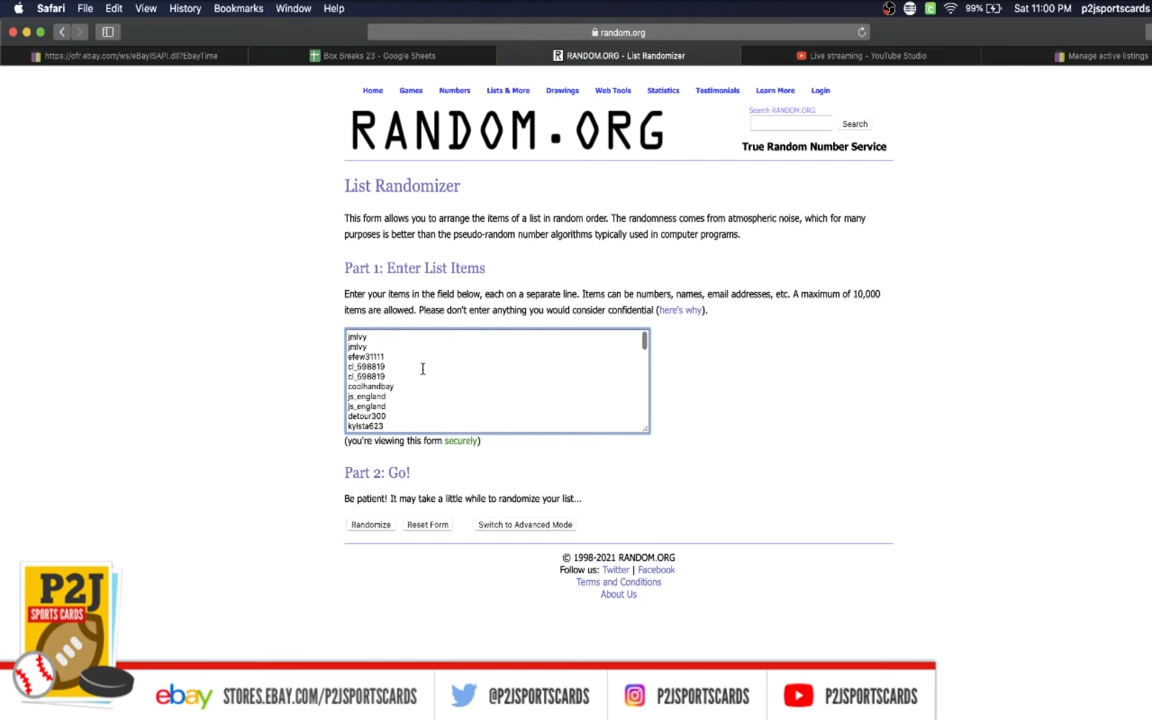 Safari File Edit View History Bookmarks Window Help 99% Sat 11:00 PM p2jsportscards
random.org
https://ofr.ebay.com/ws/eBayISAPI.dll?EbayTime Box Breaks 23 - Google Sheets RANDOM.ORG - List Randomizer Live streaming - YouTube Studio Manage active listings
Home Games Numbers Lists & More Drawings Web Tools Statistics Testimonials Learn More Login
Search RANDOM.ORG
Search
RANDOM.ORG
True Random Number Service
List Randomizer
This form allows you to arrange the items of a list in random order. The randomness comes from atmospheric noise, which for many
purposes is better than the pseudo-random number algorithms typically used in computer programs.
Part 1: Enter List Items
Enter your items in the field below, each on a separate line. Items can be numbers, names, email addresses, etc. A maximum of 10,000
items are allowed. Please don't enter anything you would consider confidential (here's why).
jmlvy
jmlvy
efew31111
cl_598819
cl_598819
coolhandbay
js_england
js_england
detour300
kylsta623
(you're viewing this form securely)
Part 2: Go!
Be patient! It may take a little while to randomize your list...
Randomize Reset Form Switch to Advanced Mode
© 1998-2021 RANDOM.ORG
Follow us: Twitter | Facebook
Terms and Conditions
About Us
P2J
SPORTS CARDS
ebay STORES.EBAY.COM/P2JSPORTSCARDS @P2JSPORTSCARDS P2JSPORTSCARDS P2JSPORTSCARDS